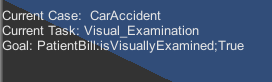 Current Case:  CarAccident
Current Task: Visual_Examination
Goal: PatientBill:isVisuallyExamined;True